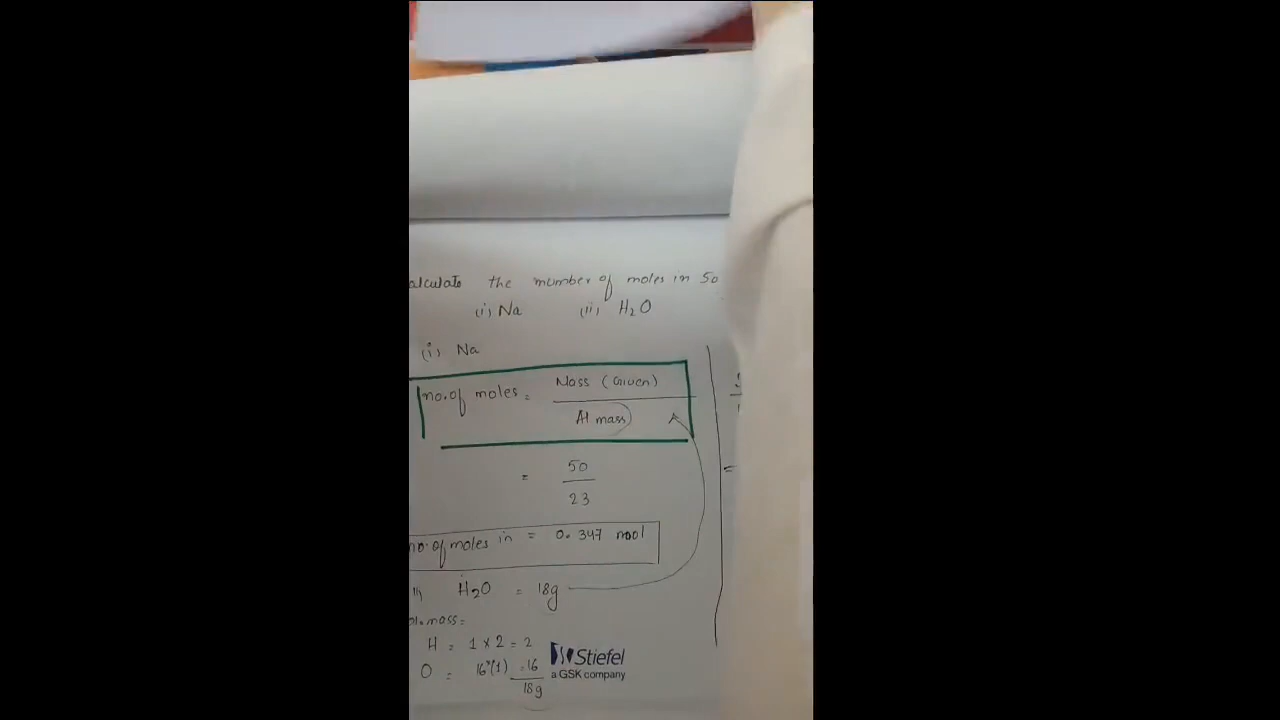 alculate the number of moles in 50
(i) Na (ii) H₂O
(i) Na
no. of moles = Mass (Given)
At mass
= 50
23
no. of moles in = 0.347 mol
H₂O = 18g
mass =
H = 1 × 2 = 2
O = 16*(1) = 16
18g
Stiefel
a GSK company